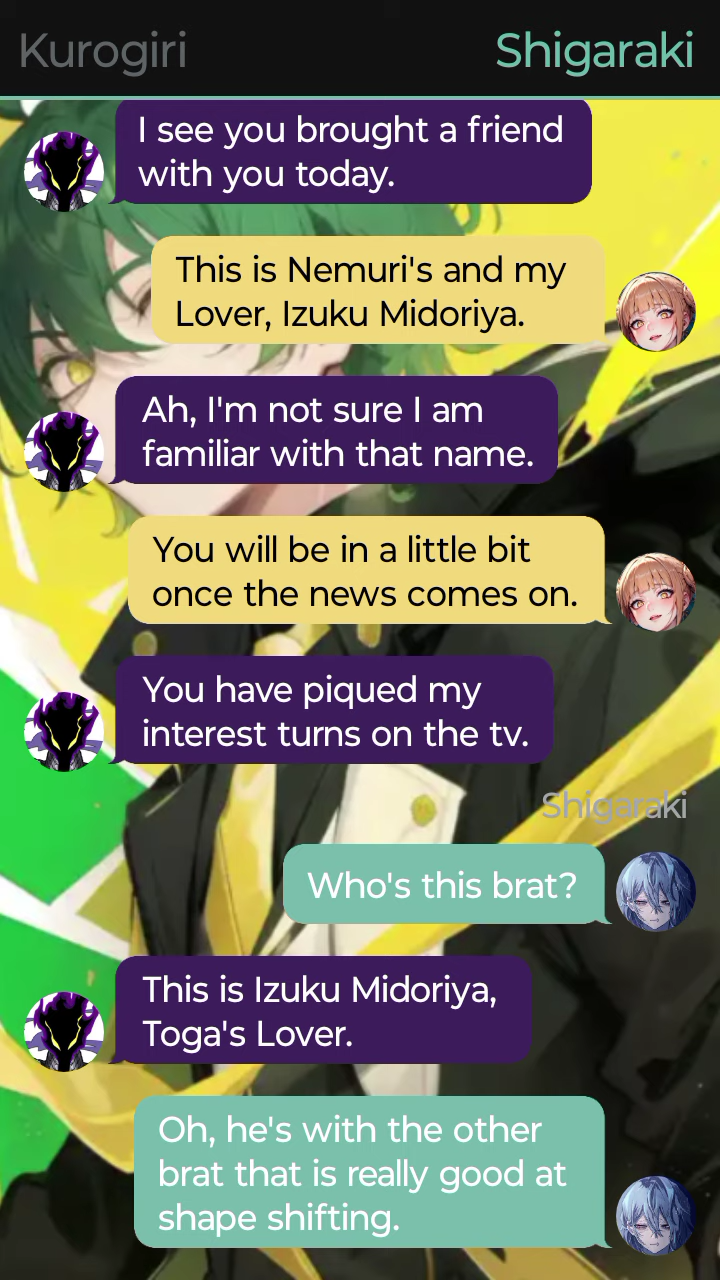 Kurogiri
Shigaraki
I see you brought a friend
with you today.
This is Nemuri's and my
Lover, Izuku Midoriya.
Ah, I'm not sure I am
familiar with that name.
You will be in a little bit
once the news comes on.
You have piqued my
interest turns on the tv.
Shigaraki
Who's this brat?
This is Izuku Midoriya,
Toga's Lover.
Oh, he's with the other
brat that is really good at
shape shifting.